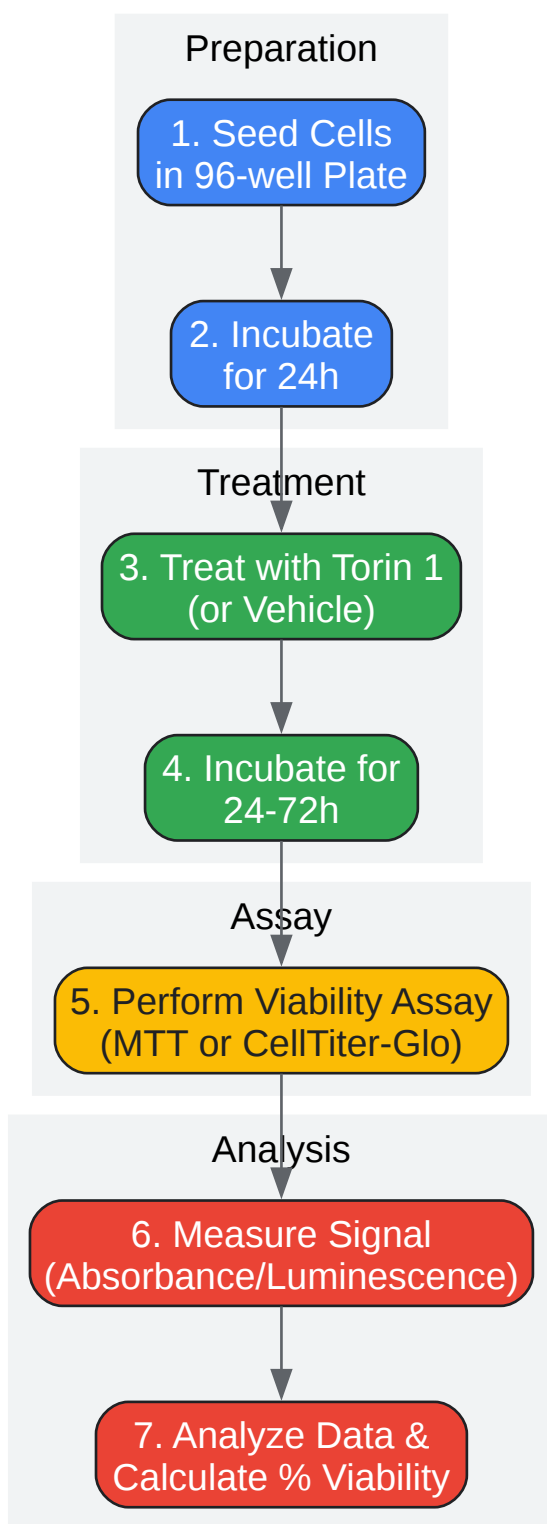 Preparation
1. Seed Cells
in 96-well Plate
2. Incubate
for 24h
Treatment
3. Treat with Torin 1
(or Vehicle)
4. Incubate for
24-72h
Assay
5. Perform Viability Assay
(MTT or CellTiter-Glo)
Analysis
6. Measure Signal
(Absorbance/Luminescence)
7. Analyze Data &
Calculate % Viability